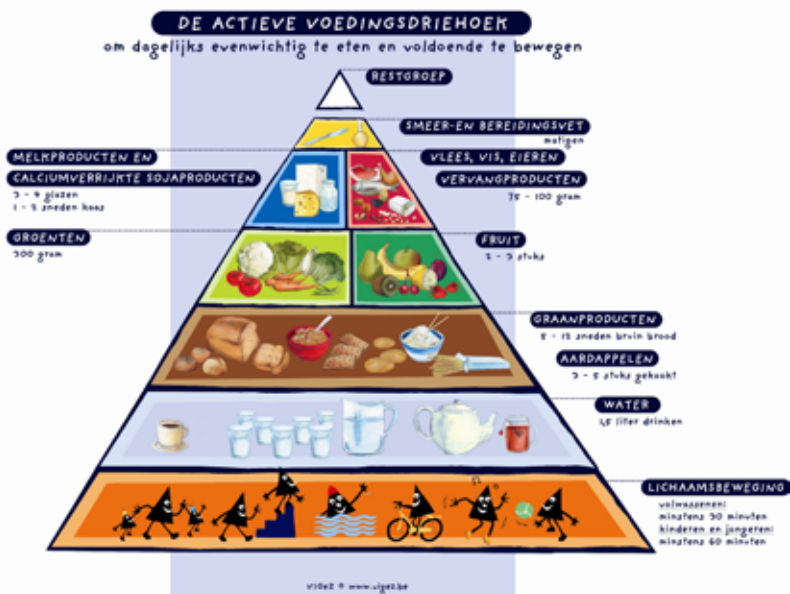 DE ACTIEVE VOEDINGSDRIEHOEK
om dagelijks evenwichtig te eten en voldoende te bewegen
RESTGROEP
SMEER-EN BEREIDINGSVET
matigen
MELKPRODUCTEN EN
CALCIUMVERRIJKTE SOJAPRODUCTEN
3 - 4 glazen
1 - 2 sneden kaas
VLEES, VIS, EIEREN
VERVANGPRODUCTEN
75 - 100 gram
GROENTEN
300 gram
FRUIT
2 - 3 stuks
GRAANPRODUCTEN
5 - 12 sneden bruin brood
AARDAPPELEN
3 - 5 stuks gekookt
WATER
1,5 liter drinken
LICHAAMSBEWEGING
volwassenen:
minstens 30 minuten
kinderen en jongeren:
minstens 60 minuten
VIGeZ © www.vigez.be